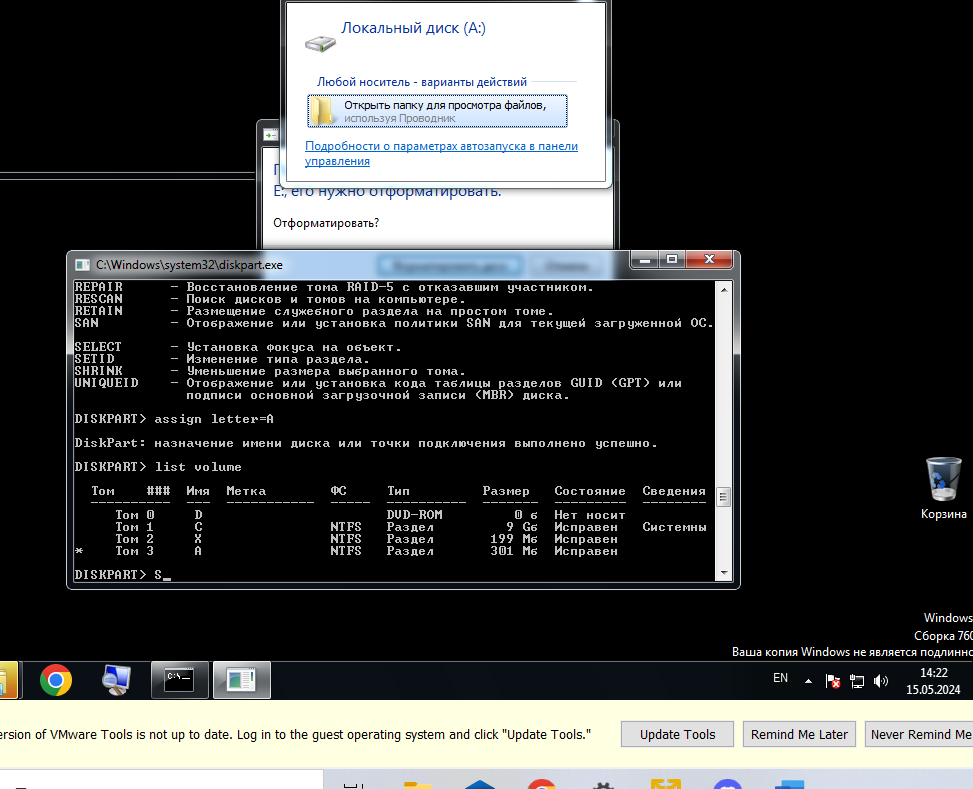 Локальный диск (A:)
Любой носитель - варианты действий
Открыть папку для просмотра файлов,
используя Проводник
Подробности о параметрах автозапуска в панели
управления
E:, его нужно отформатировать.
Отформатировать?
C:\Windows\system32\diskpart.exe
REPAIR - Восстановление тома RAID-5 с отказавшим участником.
RESCAN - Поиск дисков и томов на компьютере.
RETAIN - Размещение служебного раздела на простом томе.
SAN - Отображение или установка политики SAN для текущей загруженной ОС.
SELECT - Установка фокуса на объект.
SETID - Изменение типа раздела.
SHRINK - Уменьшение размера выбранного тома.
UNIQUEID - Отображение или установка кода таблицы разделов GUID (GPT) или
подписи основной загрузочной записи (MBR) диска.
DISKPART> assign letter=A
DiskPart: назначение имени диска или точки подключения выполнено успешно.
DISKPART> list volume
Том ### Имя Метка ФС Тип Размер Состояние Сведения
---------- --- ----------- ----- ---------- ------- --------- --------
Том 0 D DVD-ROM 0 б Нет носит
Том 1 C NTFS Раздел 9 Gб Исправен Системны
Том 2 X NTFS Раздел 199 Mб Исправен
* Том 3 A NTFS Раздел 301 Mб Исправен
DISKPART> S_
Корзина
Windows
Сборка 760
Ваша копия Windows не является подлинно
EN
14:22
15.05.2024
ersion of VMware Tools is not up to date. Log in to the guest operating system and click "Update Tools."
Update Tools
Remind Me Later
Never Remind Me